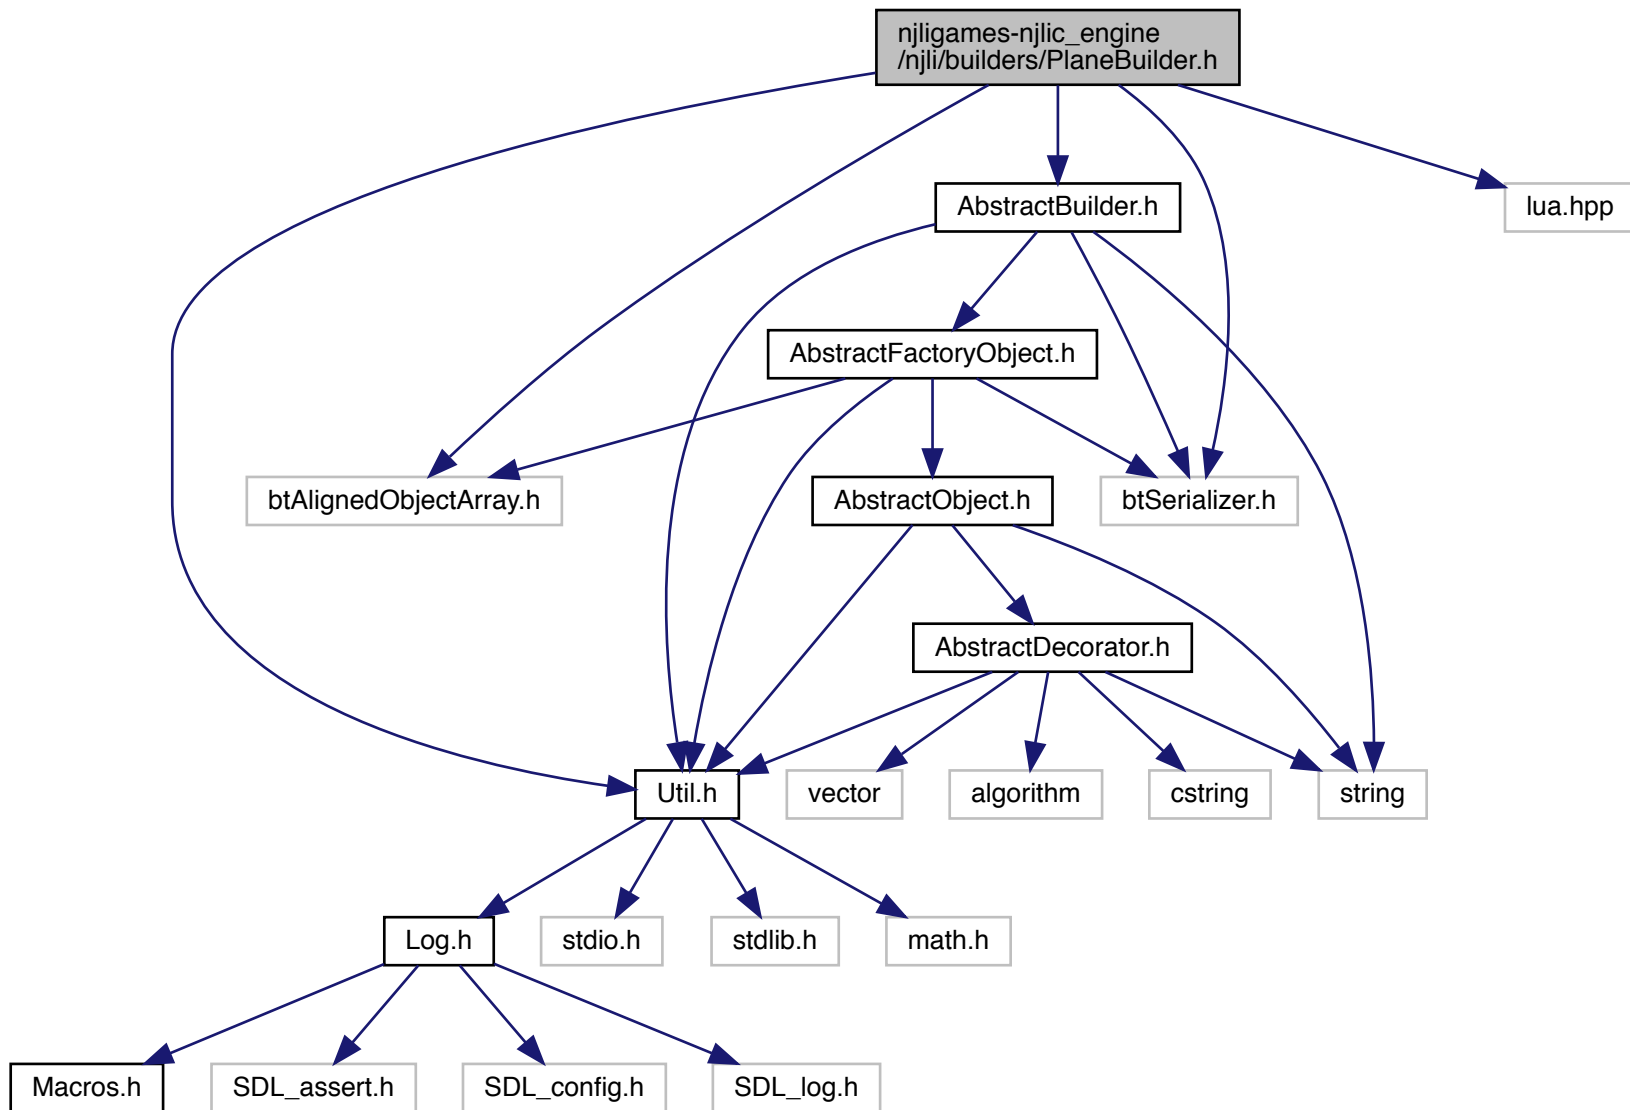 njligames-njlic_engine
/njli/builders/PlaneBuilder.h
AbstractBuilder.h
lua.hpp
AbstractFactoryObject.h
btAlignedObjectArray.h
AbstractObject.h
btSerializer.h
AbstractDecorator.h
Util.h
vector
algorithm
cstring
string
Log.h
stdio.h
stdlib.h
math.h
Macros.h
SDL_assert.h
SDL_config.h
SDL_log.h